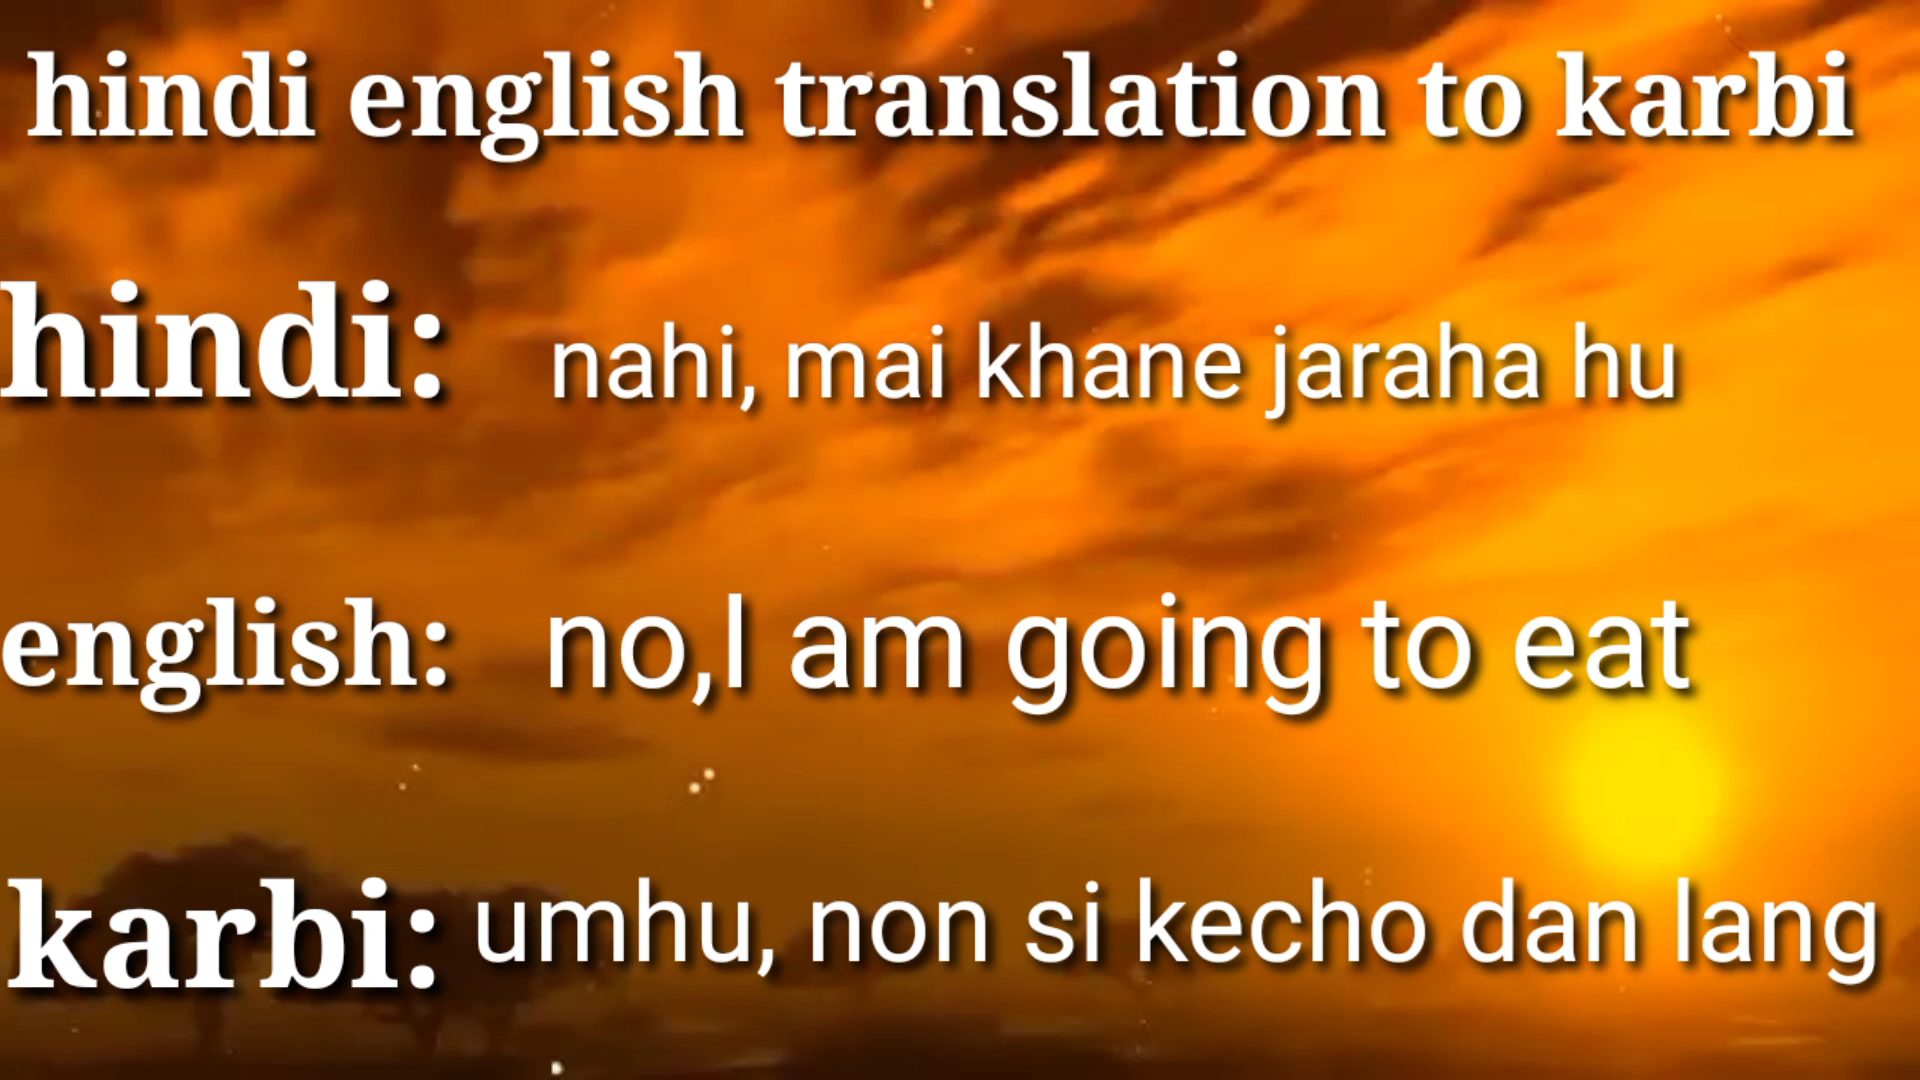 hindi english translation to karbi
hindi: nahi, mai khane jaraha hu
english: no,I am going to eat
karbi: umhu, non si kecho dan lang